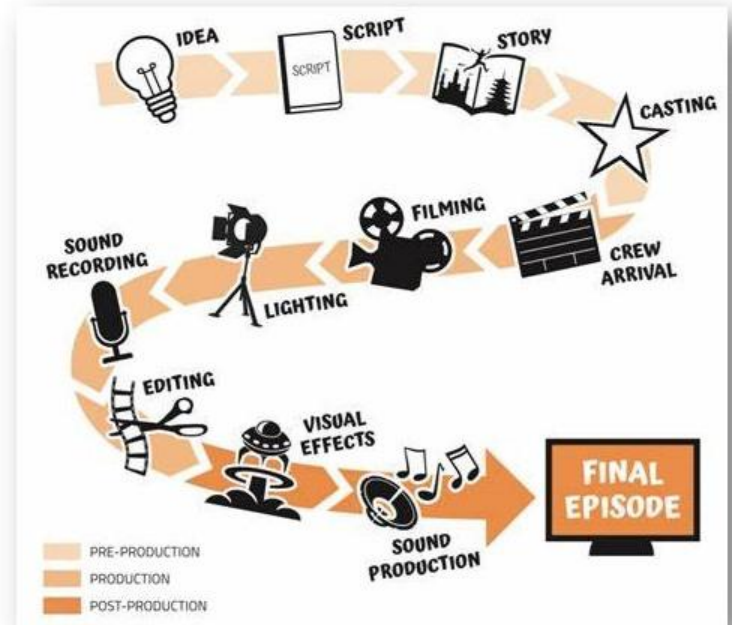 IDEA
SCRIPT
SCRIPT
STORY
CASTING
CREW
ARRIVAL
FILMING
LIGHTING
SOUND
RECORDING
EDITING
VISUAL
EFFECTS
SOUND
PRODUCTION
FINAL
EPISODE
PRE-PRODUCTION
PRODUCTION
POST-PRODUCTION